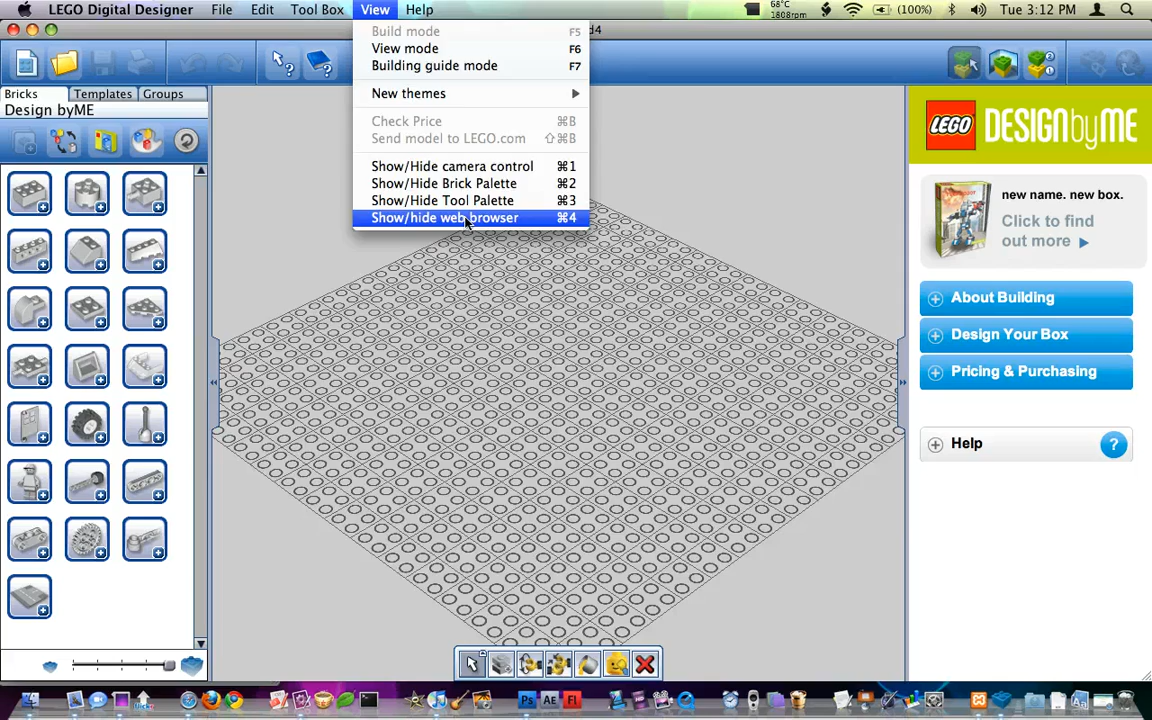 LEGO Digital Designer File Edit Tool Box View Help 68°C 1808rpm (100%) Tue 3:12 PM
d4
Build mode F5
View mode F6
Building guide mode F7
New themes
Check Price ⌘B
Send model to LEGO.com ⇧⌘B
Show/Hide camera control ⌘1
Show/Hide Brick Palette ⌘2
Show/Hide Tool Palette ⌘3
Show/hide web browser ⌘4
Bricks Templates Groups
Design byME
LEGO DESIGNbyME
new name. new box.
Click to find
out more
About Building
Design Your Box
Pricing & Purchasing
Help ?
Ps AE Fl